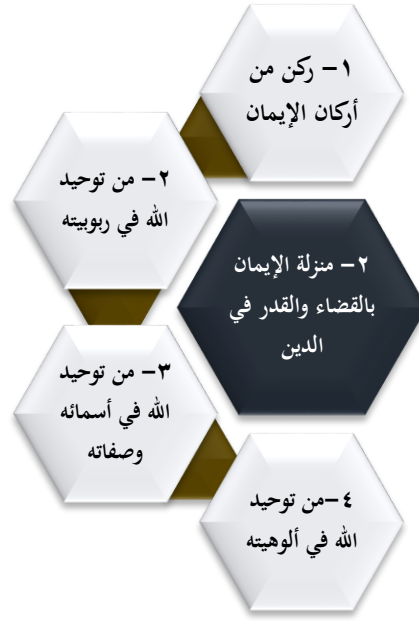 ١– ركن من
أركان الإيمان
٢– من توحيد
الله في ربوبيته
٢– منزلة الإيمان
بالقضاء والقدر في
الدين
٣– من توحيد
الله في أسمائه
وصفاته
٤–من توحيد
الله في ألوهيته